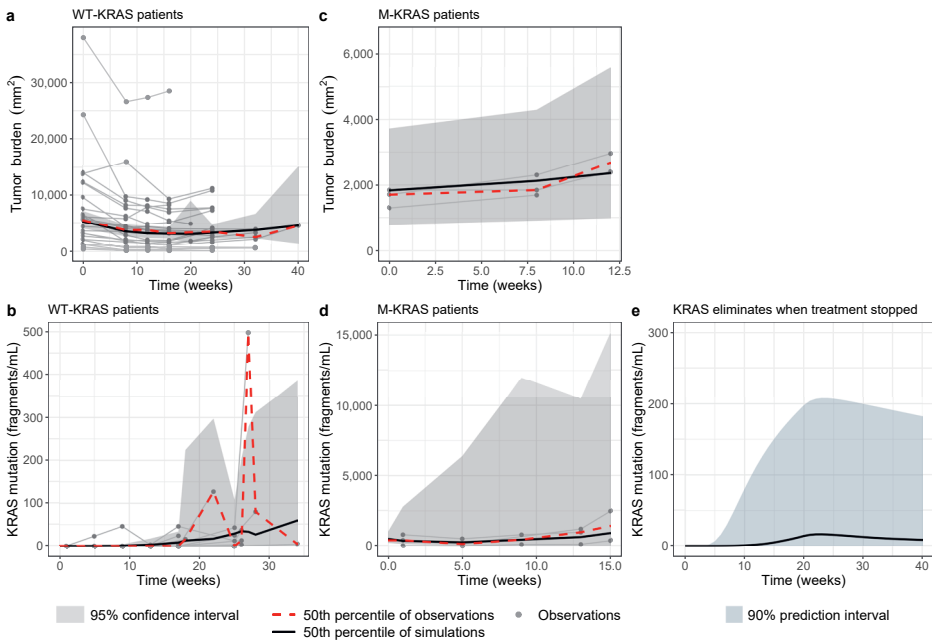 a WT-KRAS patients
Tumor burden (mm²)
30,000
20,000
10,000
0
0 10 20 30 40
Time (weeks)
c M-KRAS patients
Tumor burden (mm²)
6,000
4,000
2,000
0
0.0 2.5 5.0 7.5 10.0 12.5
Time (weeks)
b WT-KRAS patients
KRAS mutation (fragments/mL)
500
400
300
200
100
0
0 10 20 30
Time (weeks)
d M-KRAS patients
KRAS mutation (fragments/mL)
15,000
10,000
5,000
0
0.0 5.0 10.0 15.0
Time (weeks)
e KRAS eliminates when treatment stopped
KRAS mutation (fragments/mL)
300
200
100
0
0 10 20 30 40
Time (weeks)
95% confidence interval
50th percentile of observations
50th percentile of simulations
Observations
90% prediction interval